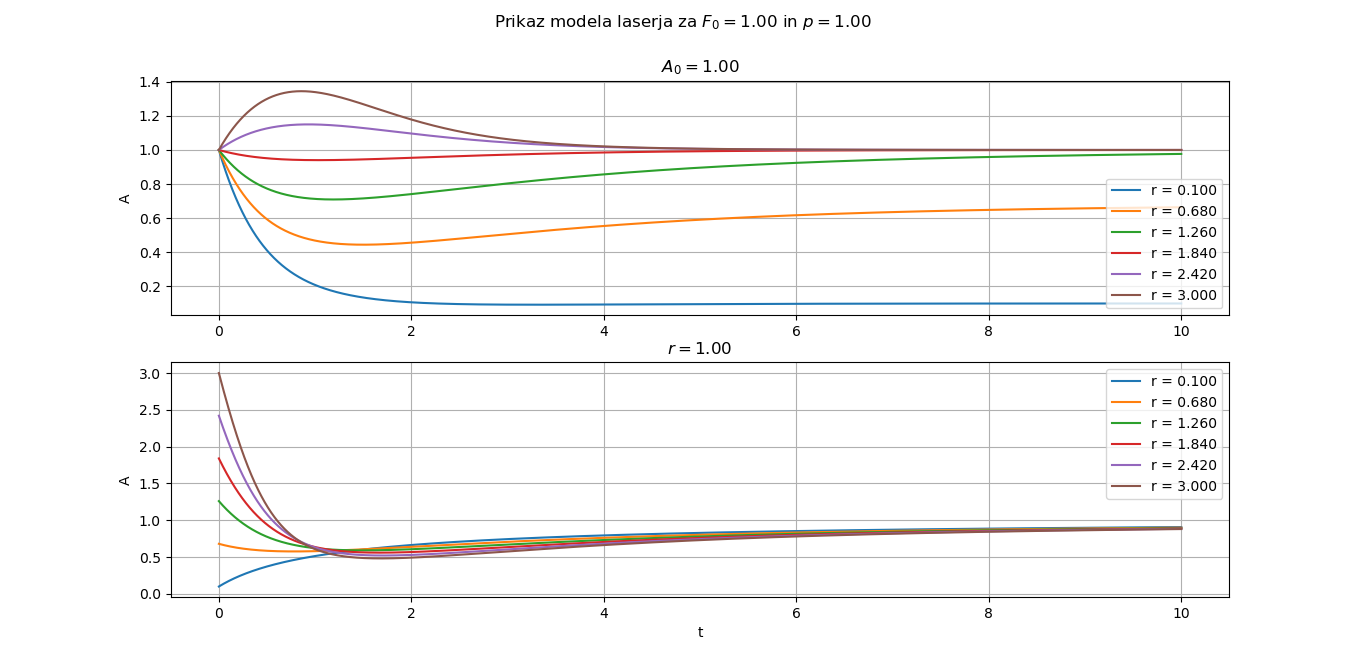 Prikaz modela laserja za $F_0 = 1.00$ in $p = 1.00$
$A_0 = 1.00$
A
1.4
1.2
1.0
0.8
0.6
0.4
0.2
0 2 4 6 8 10
r = 0.100
r = 0.680
r = 1.260
r = 1.840
r = 2.420
r = 3.000
$r = 1.00$
A
3.0
2.5
2.0
1.5
1.0
0.5
0.0
0 2 4 6 8 10
t
r = 0.100
r = 0.680
r = 1.260
r = 1.840
r = 2.420
r = 3.000